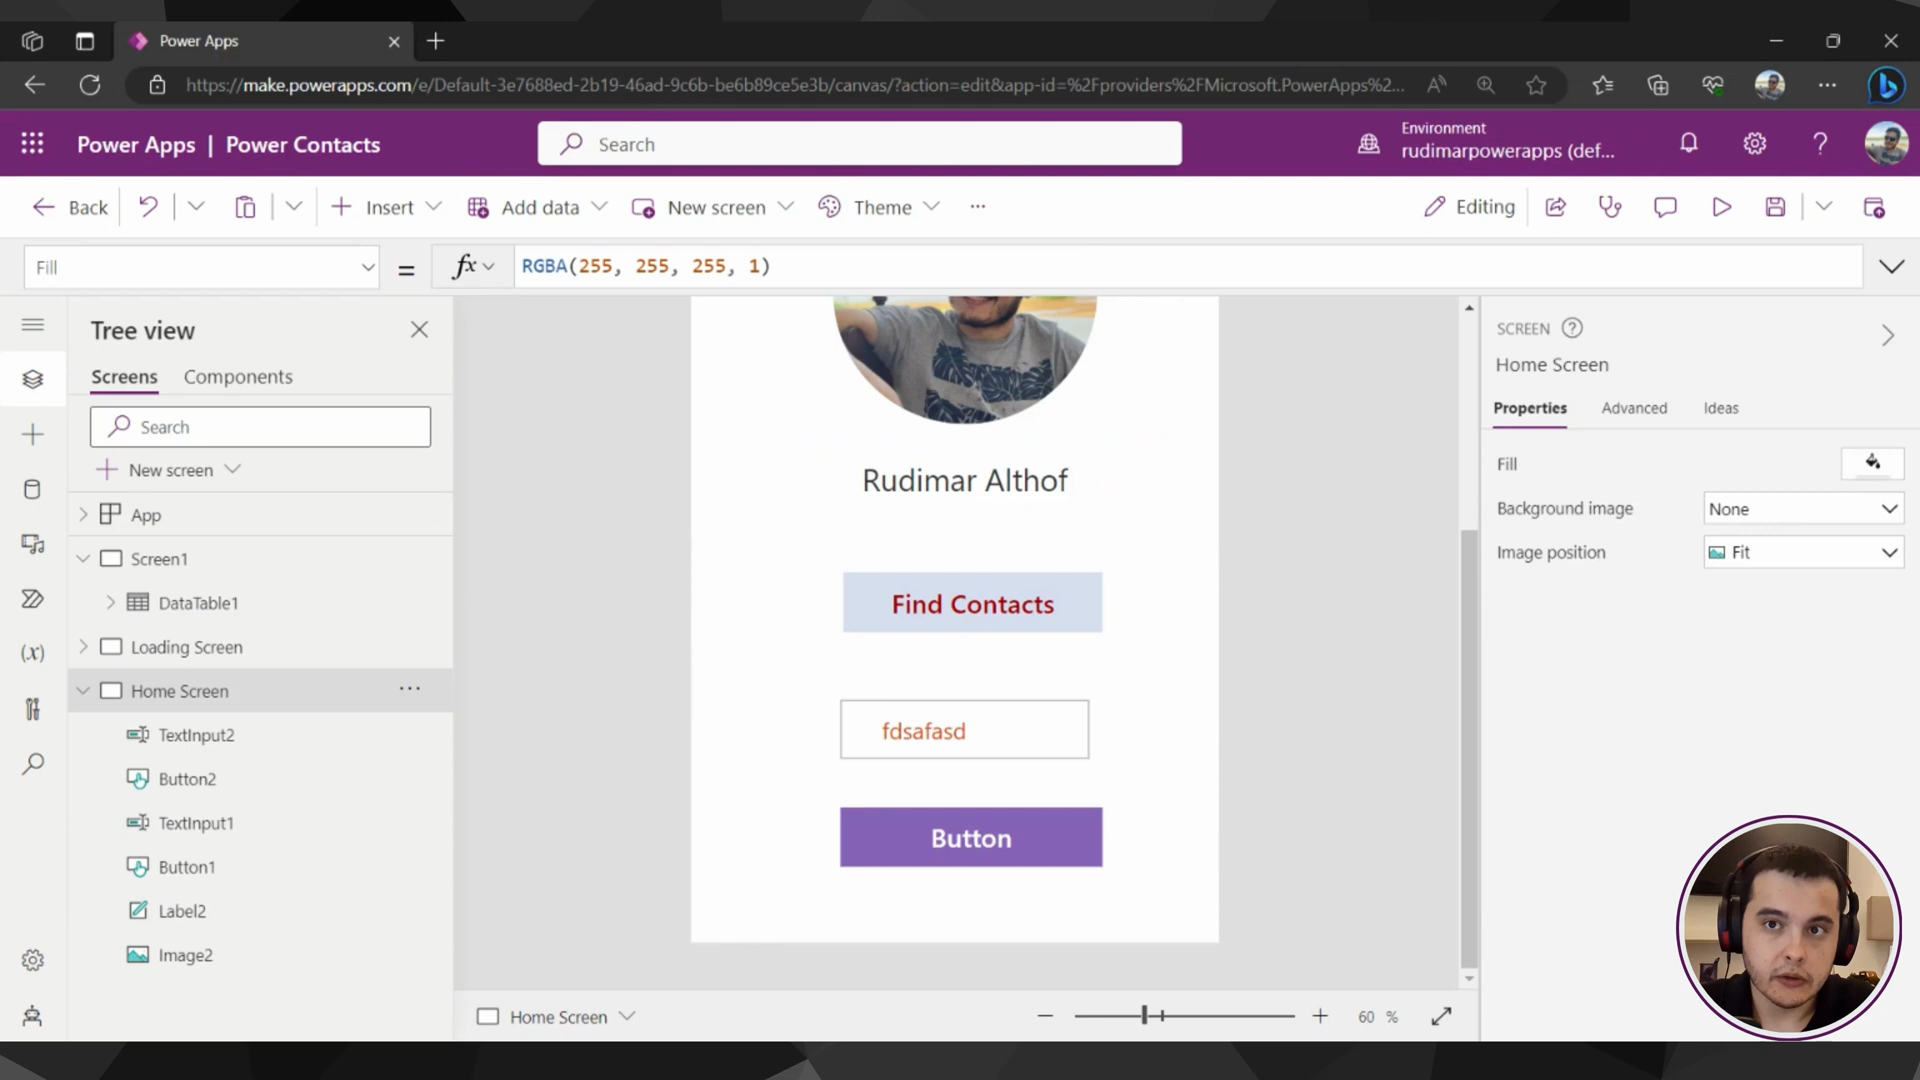 Power Apps
https://make.powerapps.com/e/Default-3e7688ed-2b19-46ad-9c6b-be6b89ce5e3b/canvas/?action=edit&app-id=%2Fproviders%2FMicrosoft.PowerApps%2...
Power Apps | Power Contacts
Search
Environment
rudimarpowerapps (def...
Back
Insert
Add data
New screen
Theme
Editing
Fill
=
fx
RGBA(255, 255, 255, 1)
Tree view
Screens
Components
Search
New screen
App
Screen1
DataTable1
Loading Screen
Home Screen
TextInput2
Button2
TextInput1
Button1
Label2
Image2
Rudimar Althof
Find Contacts
fdsafasd
Button
Home Screen
60 %
SCREEN
Home Screen
Properties
Advanced
Ideas
Fill
Background image
None
Image position
Fit